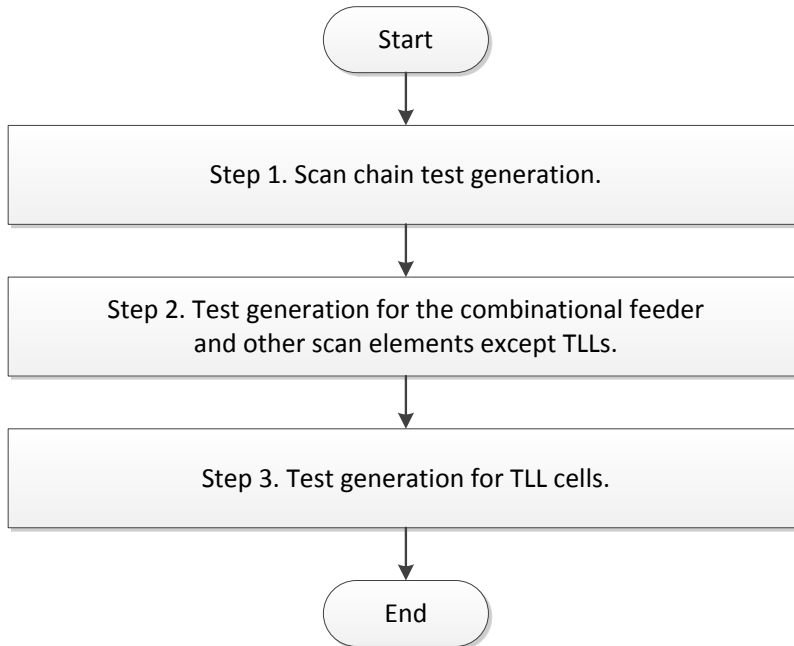 Start
Step 1. Scan chain test generation.
Step 2. Test generation for the combinational feeder
and other scan elements except TLLs.
Step 3. Test generation for TLL cells.
End